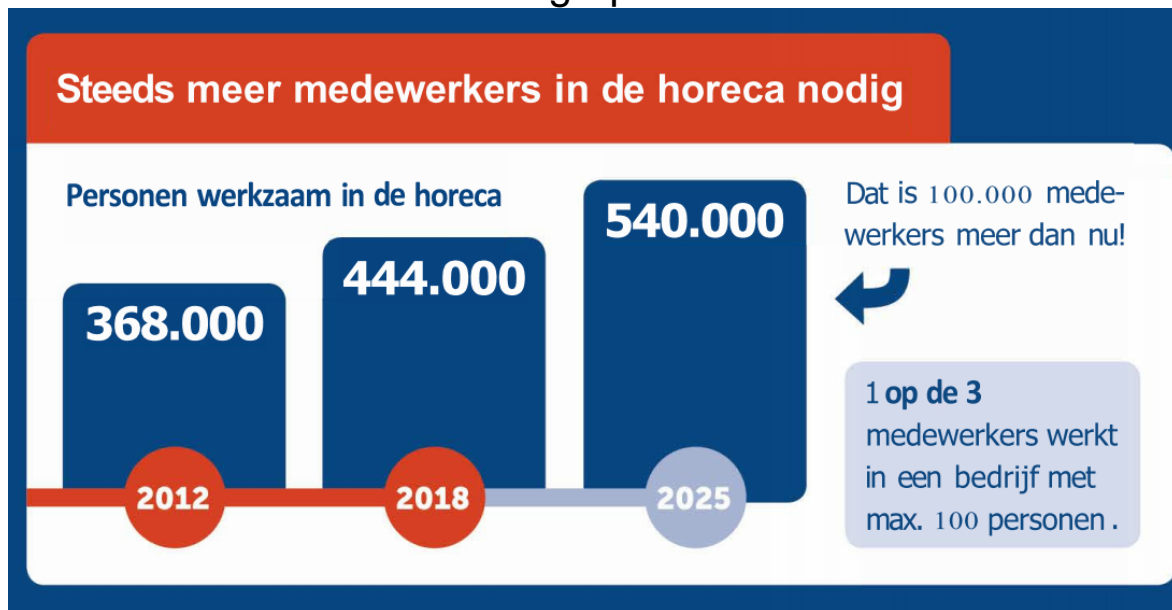 Steeds meer medewerkers in de horeca nodig
Personen werkzaam in de horeca
368.000
444.000
540.000
2012
2018
2025
Dat is 100.000 mede-
werkers meer dan nu!
1 op de 3
medewerkers werkt
in een bedrijf met
max. 100 personen .